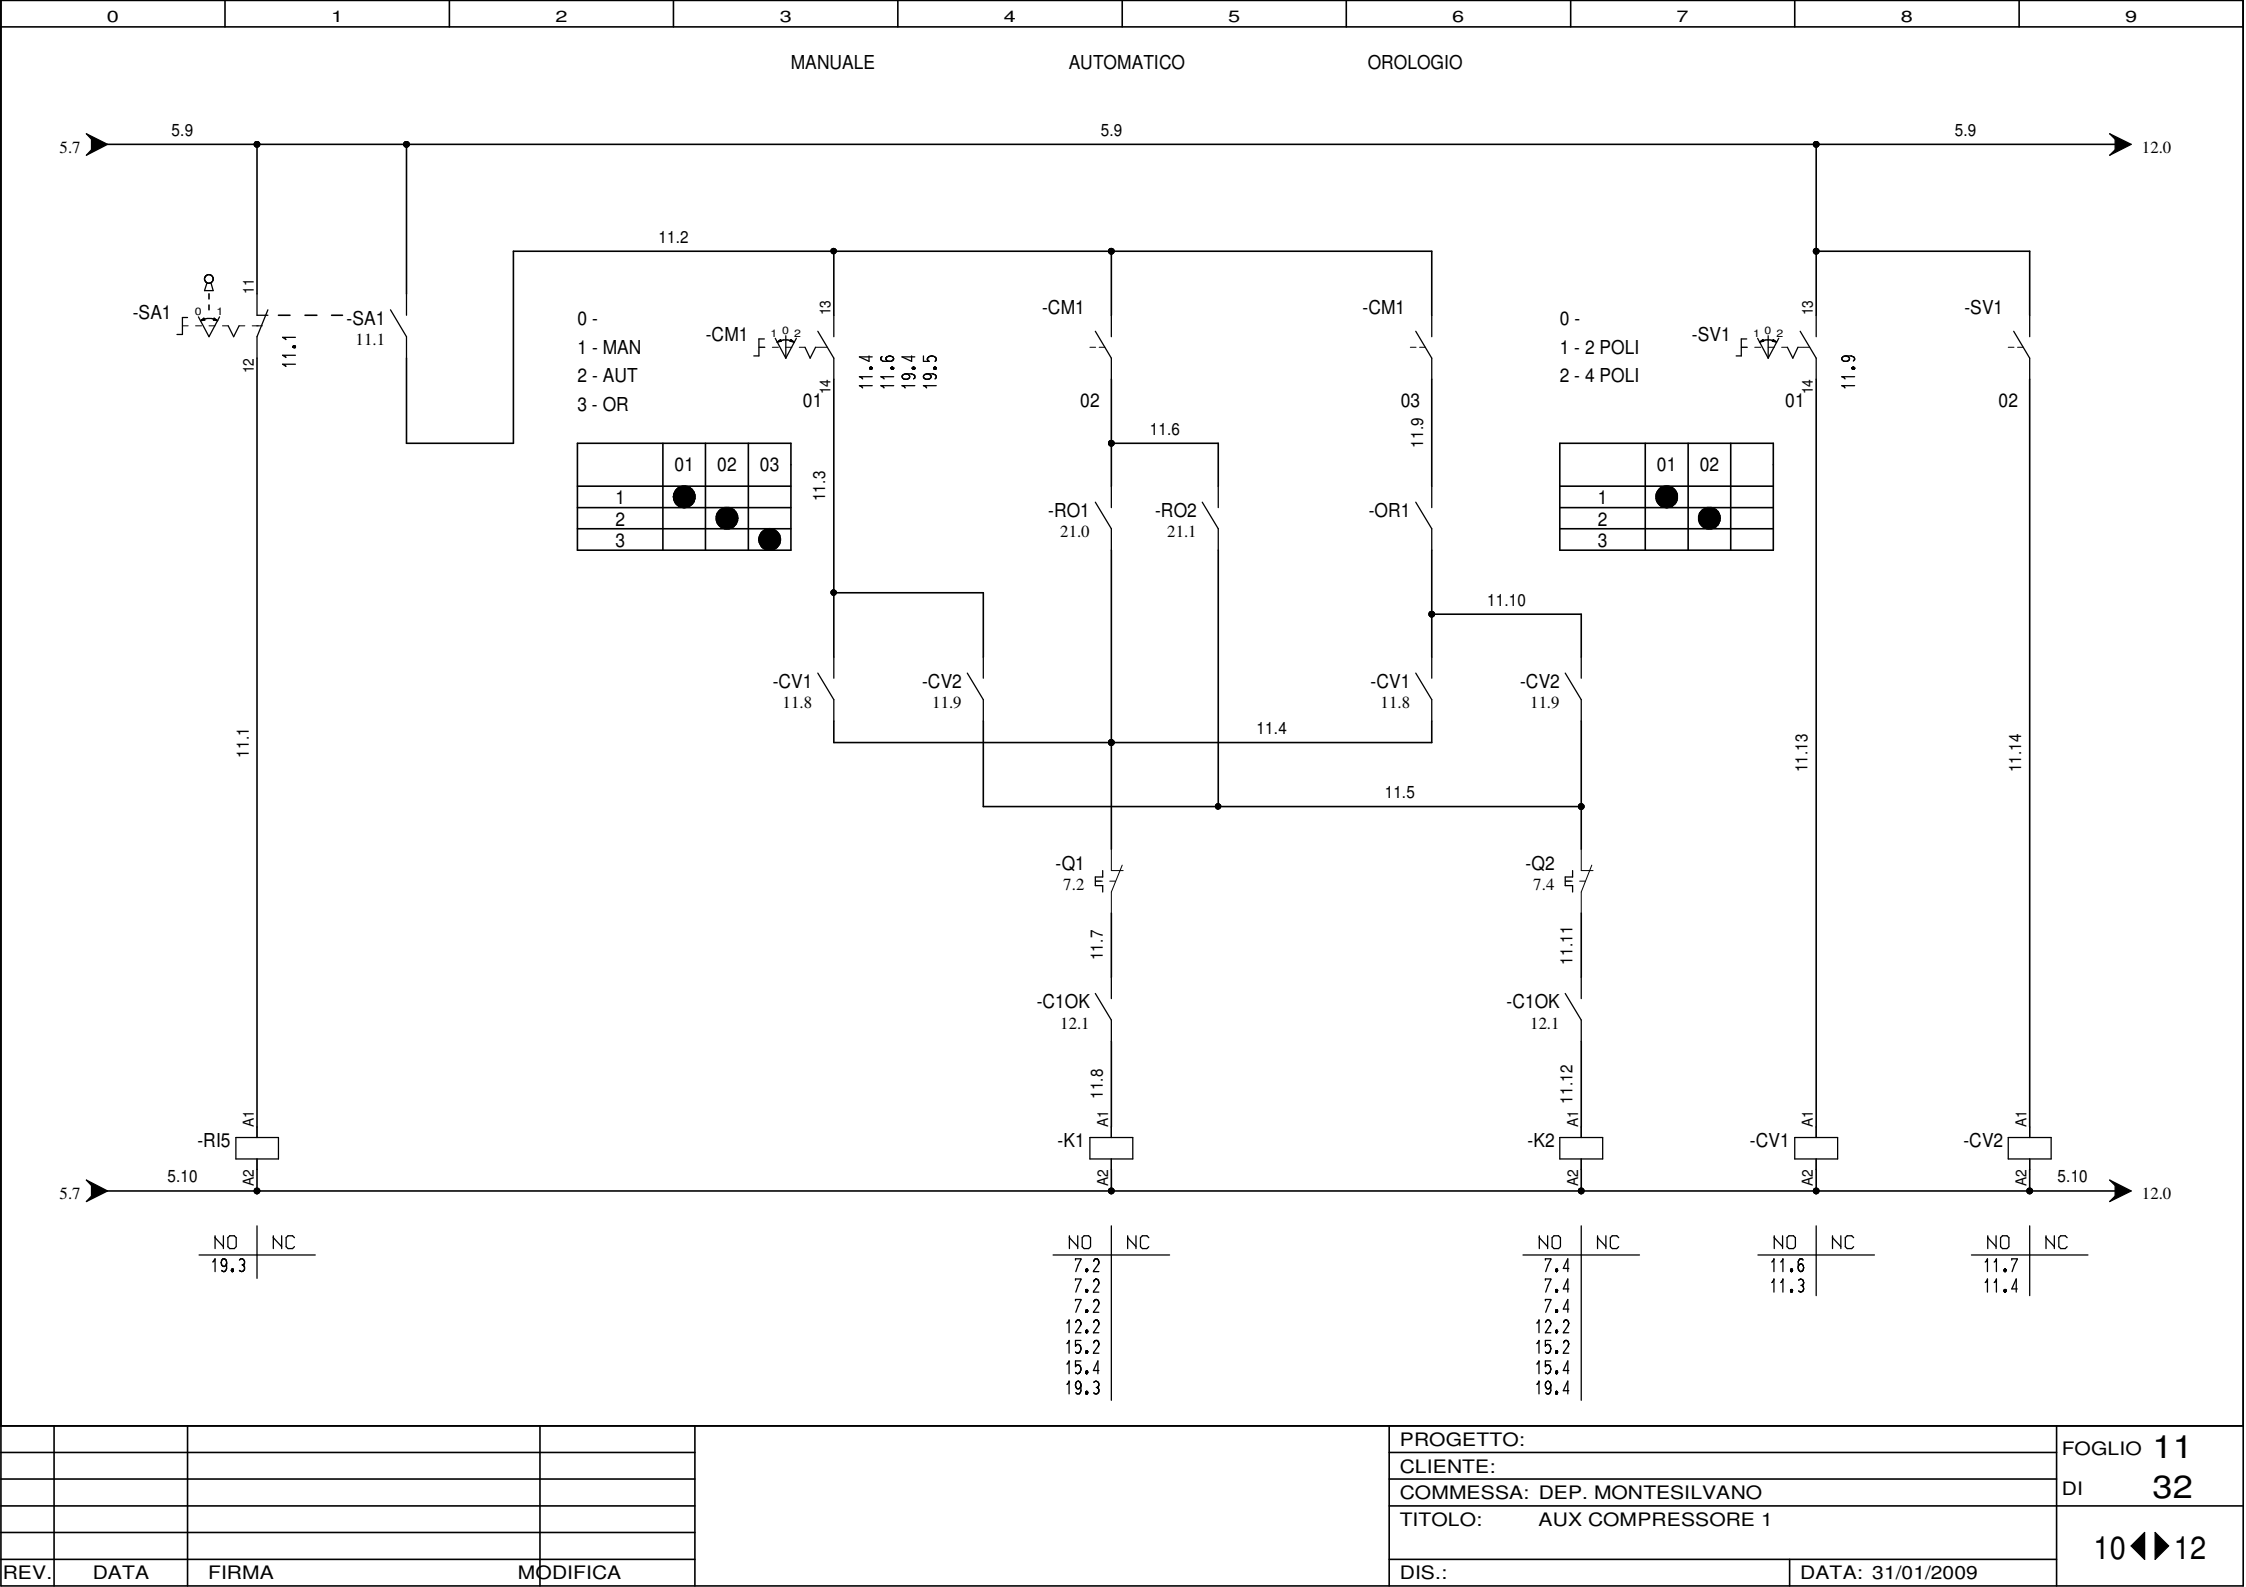 0 1 2 3 4 5 6 7 8 9
MANUALE AUTOMATICO OROLOGIO
5.9 5.9 5.9
5.7 12.0
11.2
11 13 -CM1 -CM1 13 -SV1
-SA1 0 1 -SA1 0 - -CM1 1 0 2 0 - -SV1 1 0 2
11.1 11.1 1 - MAN 1 - 2 POLI
12 2 - AUT 11.4 11.6 19.4 19.5 2 - 4 POLI 11.9
3 - OR 01 14 02 03 01 14 02
11.6 11.9
01 02 03 01 02
11.3
1 1
2 2
3 3
-RO1 -RO2 -OR1
21.0 21.1
11.10
-CV1 -CV2 -CV1 -CV2
11.8 11.9 11.8 11.9
11.4
11.1 11.13 11.14
11.5
-Q1 -Q2
7.2 7.4
11.7 11.11
-C1OK -C1OK
12.1 12.1
11.8 11.12
A1 A1 A1 A1 A1
-RI5 -K1 -K2 -CV1 -CV2
A2 A2 A2 A2 A2
5.10 5.10
5.7 12.0
NO NC NO NC NO NC NO NC NO NC
19.3 7.2 7.4 11.6 11.7
7.2 7.4 11.3 11.4
7.2 7.4
12.2 12.2
15.2 15.2
15.4 15.4
19.3 19.4
PROGETTO:
CLIENTE:
COMMESSA: DEP. MONTESILVANO
TITOLO: AUX COMPRESSORE 1
FOGLIO 11
DI 32
10 12
REV. DATA FIRMA MODIFICA
DIS.: DATA: 31/01/2009